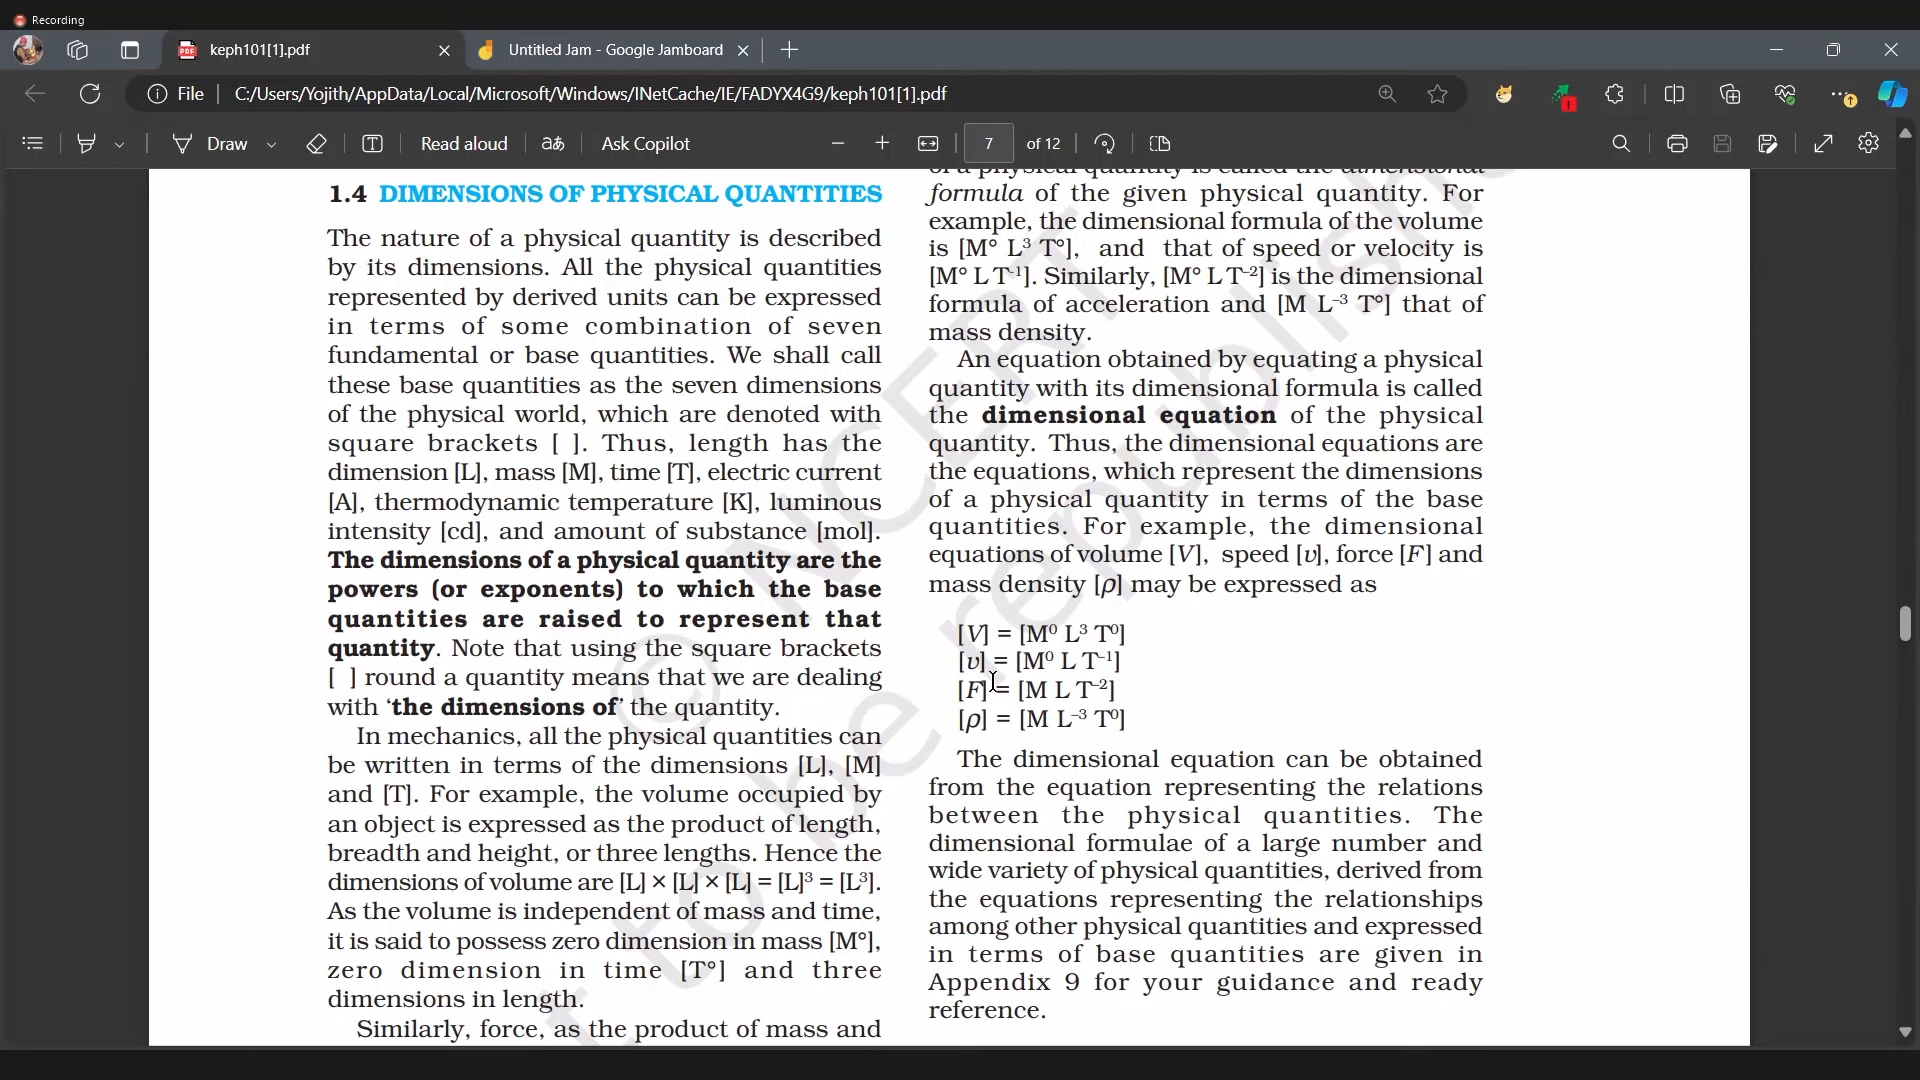 Recording
keph101[1].pdf
Untitled Jam - Google Jamboard
File
C:/Users/Yojith/AppData/Local/Microsoft/Windows/INetCache/IE/FADYX4G9/keph101[1].pdf
Draw
Read aloud
aあ
Ask Copilot
7
of 12
1.4 DIMENSIONS OF PHYSICAL QUANTITIES
The nature of a physical quantity is described
by its dimensions. All the physical quantities
represented by derived units can be expressed
in terms of some combination of seven
fundamental or base quantities. We shall call
these base quantities as the seven dimensions
of the physical world, which are denoted with
square brackets [ ]. Thus, length has the
dimension [L], mass [M], time [T], electric current
[A], thermodynamic temperature [K], luminous
intensity [cd], and amount of substance [mol].
The dimensions of a physical quantity are the
powers (or exponents) to which the base
quantities are raised to represent that
quantity. Note that using the square brackets
[ ] round a quantity means that we are dealing
with ‘the dimensions of’ the quantity.
In mechanics, all the physical quantities can
be written in terms of the dimensions [L], [M]
and [T]. For example, the volume occupied by
an object is expressed as the product of length,
breadth and height, or three lengths. Hence the
dimensions of volume are [L] × [L] × [L] = [L]³ = [L³].
As the volume is independent of mass and time,
it is said to possess zero dimension in mass [M°],
zero dimension in time [T°] and three
dimensions in length.
Similarly, force, as the product of mass and
of a physical quantity is called the dimensional
formula of the given physical quantity. For
example, the dimensional formula of the volume
is [M° L³ T°], and that of speed or velocity is
[M° L T⁻¹]. Similarly, [M° L T⁻²] is the dimensional
formula of acceleration and [M L⁻³ T°] that of
mass density.
An equation obtained by equating a physical
quantity with its dimensional formula is called
the dimensional equation of the physical
quantity. Thus, the dimensional equations are
the equations, which represent the dimensions
of a physical quantity in terms of the base
quantities. For example, the dimensional
equations of volume [V], speed [υ], force [F] and
mass density [ρ] may be expressed as
[V] = [M⁰ L³ T⁰]
[υ] = [M⁰ L T⁻¹]
[F] = [M L T⁻²]
[ρ] = [M L⁻³ T⁰]
The dimensional equation can be obtained
from the equation representing the relations
between the physical quantities. The
dimensional formulae of a large number and
wide variety of physical quantities, derived from
the equations representing the relationships
among other physical quantities and expressed
in terms of base quantities are given in
Appendix 9 for your guidance and ready
reference.
© NCERT
to be republishe